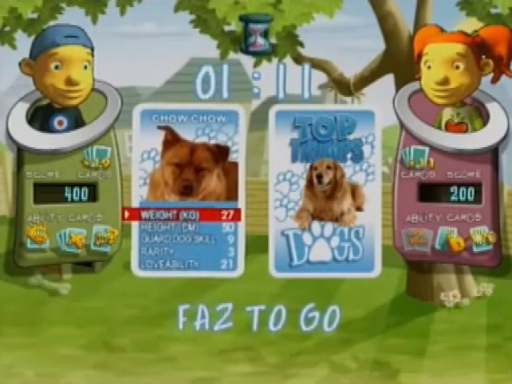 01:11
CHOW CHOW
WEIGHT (KG) 27
HEIGHT (CM) 50
GUARD DOG SKILL 9
RARITY 3
LOVEABILITY 21
TOP TRUMPS
DOGS
SCORE CARDS
400
ABILITY CARDS
CARDS SCORE
200
ABILITY CARDS
FAZ TO GO